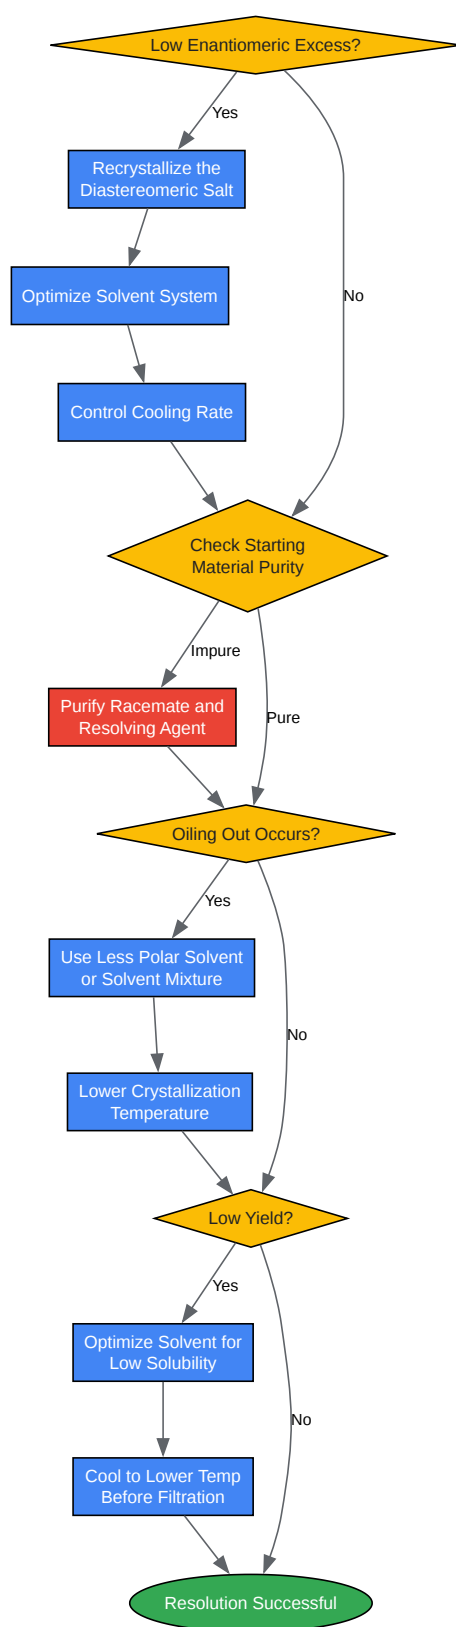 Low Enantiomeric Excess?
Yes
Recrystallize the
Diastereomeric Salt
Optimize Solvent System
No
Control Cooling Rate
Check Starting
Material Purity
Impure
Purify Racemate and
Resolving Agent
Pure
Oiling Out Occurs?
Yes
Use Less Polar Solvent
or Solvent Mixture
No
Lower Crystallization
Temperature
Low Yield?
Yes
Optimize Solvent for
Low Solubility
No
Cool to Lower Temp
Before Filtration
Resolution Successful